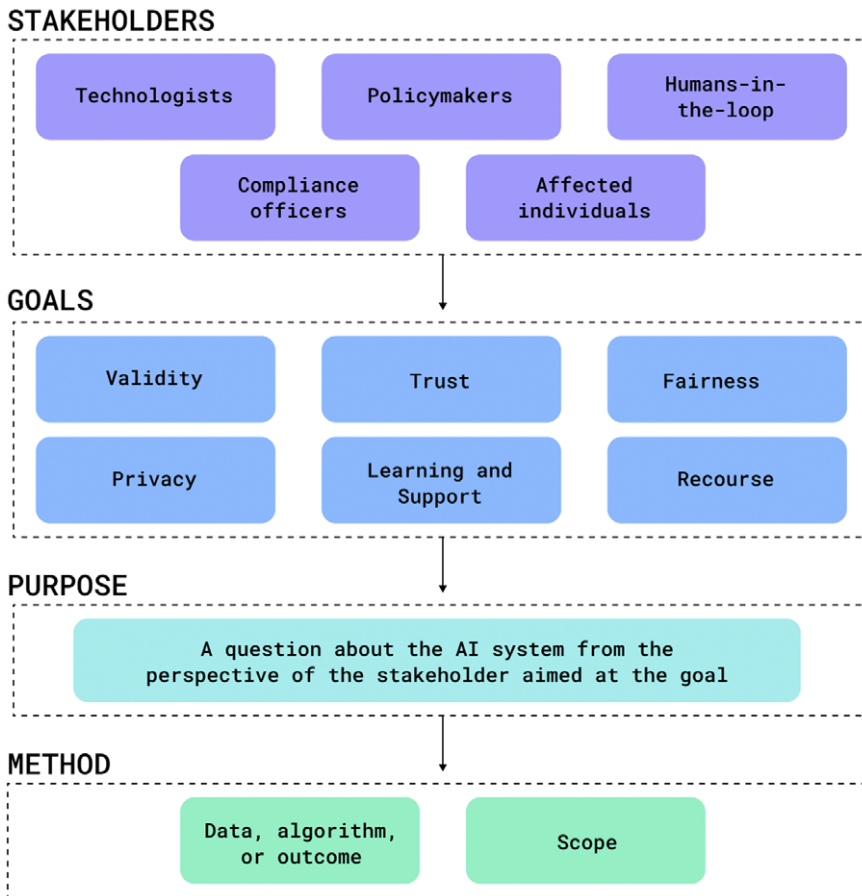 STAKEHOLDERS
Technologists
Policymakers
Humans-in-
the-loop
Compliance
officers
Affected
individuals
GOALS
Validity
Trust
Fairness
Privacy
Learning and
Support
Recourse
PURPOSE
A question about the AI system from the
perspective of the stakeholder aimed at the goal
METHOD
Data, algorithm,
or outcome
Scope